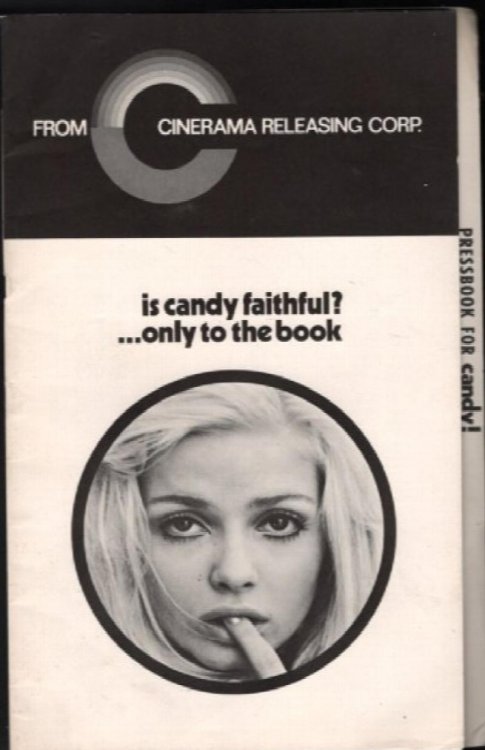 FROM CINERAMA RELEASING CORP.
is candy faithful?
...only to the book
PRESSBOOK FOR candy!